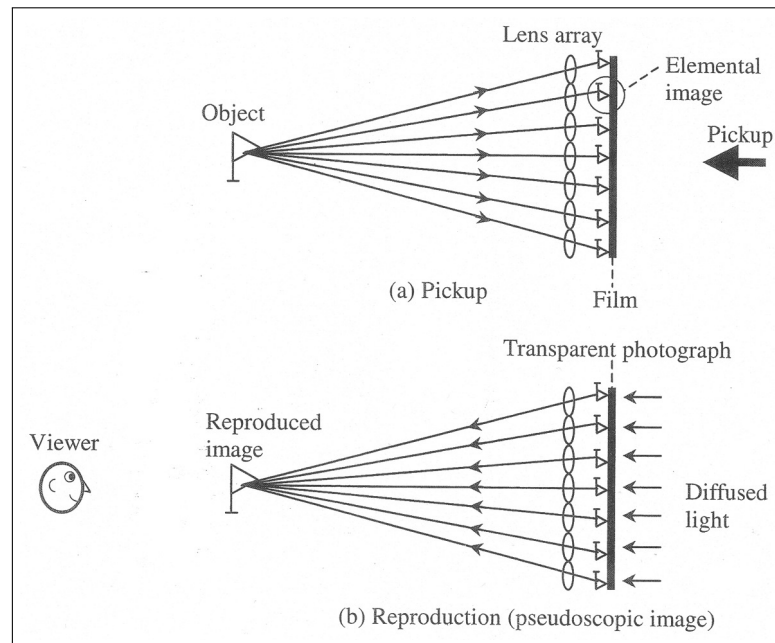 Lens array
Elemental
image
Object
Pickup
(a) Pickup
Film
Transparent photograph
Viewer
Reproduced
image
Diffused
light
(b) Reproduction (pseudoscopic image)